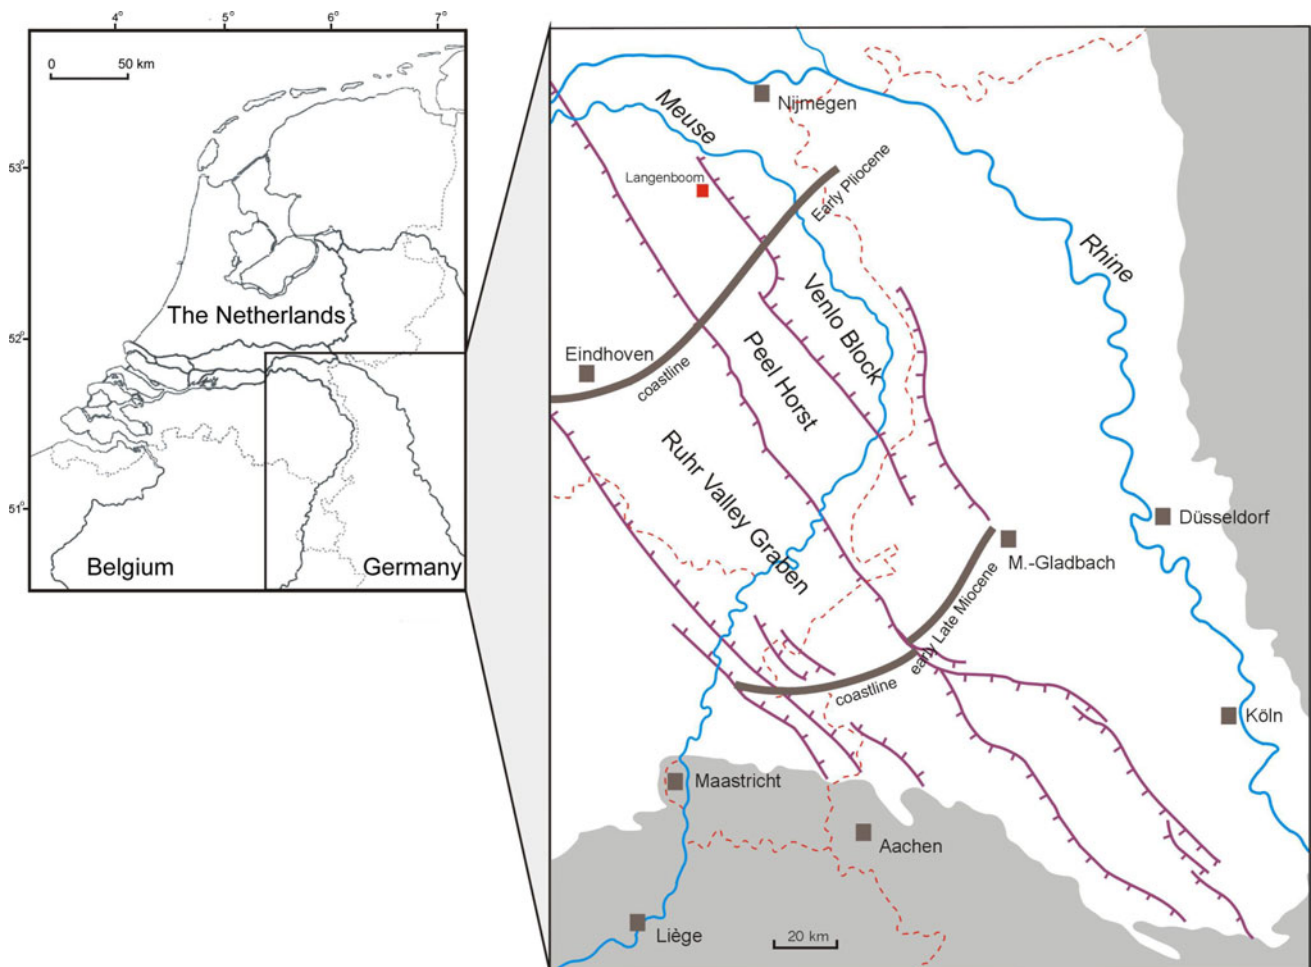 4°
5°
6°
7°
0 50 km
53°
52°
51°
The Netherlands
Belgium
Germany
Nijmegen
Meuse
Langenboom
Early Pliocene
coastline
Rhine
Venlo Block
Peel Horst
Eindhoven
Ruhr Valley Graben
Düsseldorf
M.-Gladbach
early Late Miocene
coastline
Köln
Maastricht
Aachen
Liège
20 km